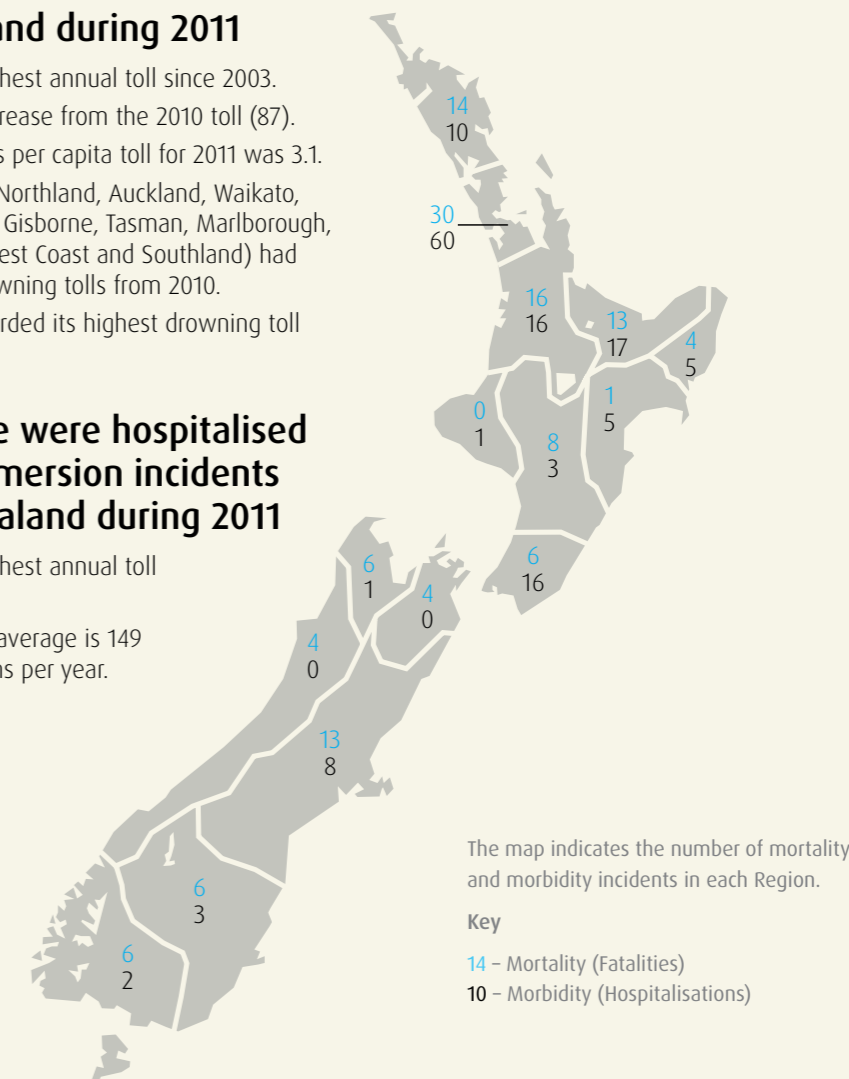 and during 2011
hest annual toll since 2003.
rease from the 2010 toll (87).
s per capita toll for 2011 was 3.1.
Northland, Auckland, Waikato,
Gisborne, Tasman, Marlborough,
est Coast and Southland) had
wning tolls from 2010.
rded its highest drowning toll
e were hospitalised
mersion incidents
aland during 2011
hest annual toll
average is 149
ns per year.
14
10
30
60
16
16
13
17
4
5
1
5
0
1
8
3
6
16
6
1
4
0
4
0
13
8
6
3
6
2
The map indicates the number of mortality
and morbidity incidents in each Region.
Key
14 – Mortality (Fatalities)
10 – Morbidity (Hospitalisations)